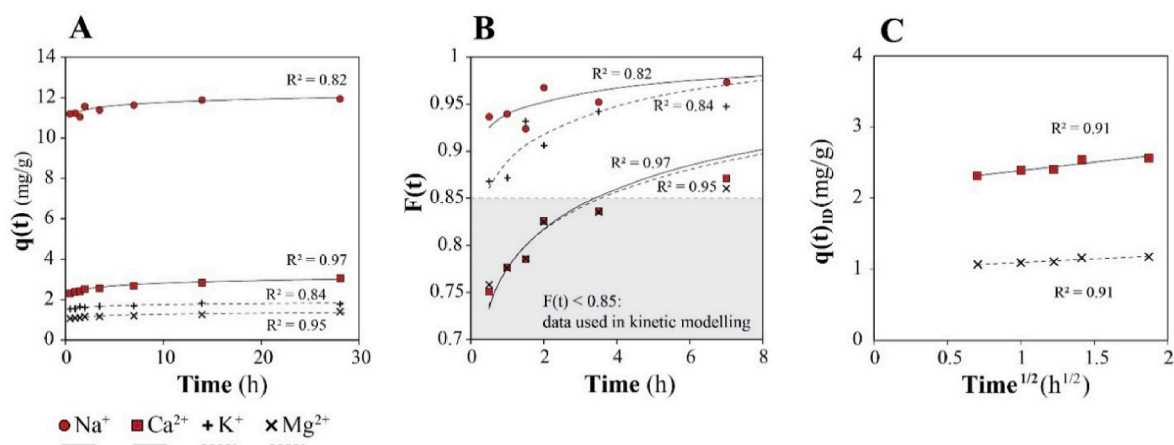 A
q(t) (mg/g)
14
12
10
8
6
4
2
0
R² = 0.82
R² = 0.97
R² = 0.84
R² = 0.95
0 10 20 30
Time (h)
B
F(t)
1
0.95
0.9
0.85
0.8
0.75
0.7
R² = 0.82
R² = 0.84
R² = 0.97
R² = 0.95
F(t) < 0.85:
data used in kinetic modelling
0 2 4 6 8
Time (h)
C
q(t)ID(mg/g)
4
3
2
1
0
R² = 0.91
R² = 0.91
0 0.5 1 1.5 2
Time1/2(h1/2)
Na⁺ Ca²⁺ K⁺ Mg²⁺